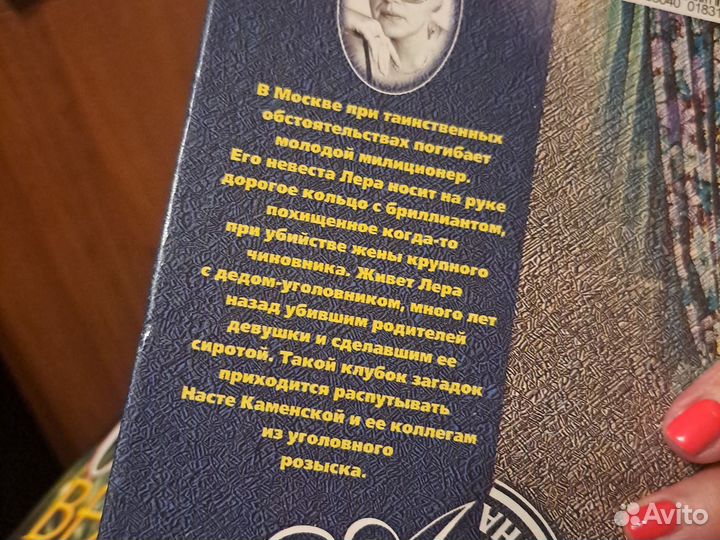 040 01831
В Москве при таинственных
обстоятельствах погибает
молодой милиционер.
Его невеста Лера носит на руке
дорогое кольцо с бриллиантом,
похищенное когда-то
при убийстве жены крупного
чиновника. Живет Лера
с дедом-уголовником, много лет
назад убившим родителей
девушки и сделавшим ее
сиротой. Такой клубок загадок
приходится распутывать
Насте Каменской и ее коллегам
из уголовного
розыска.
Avito